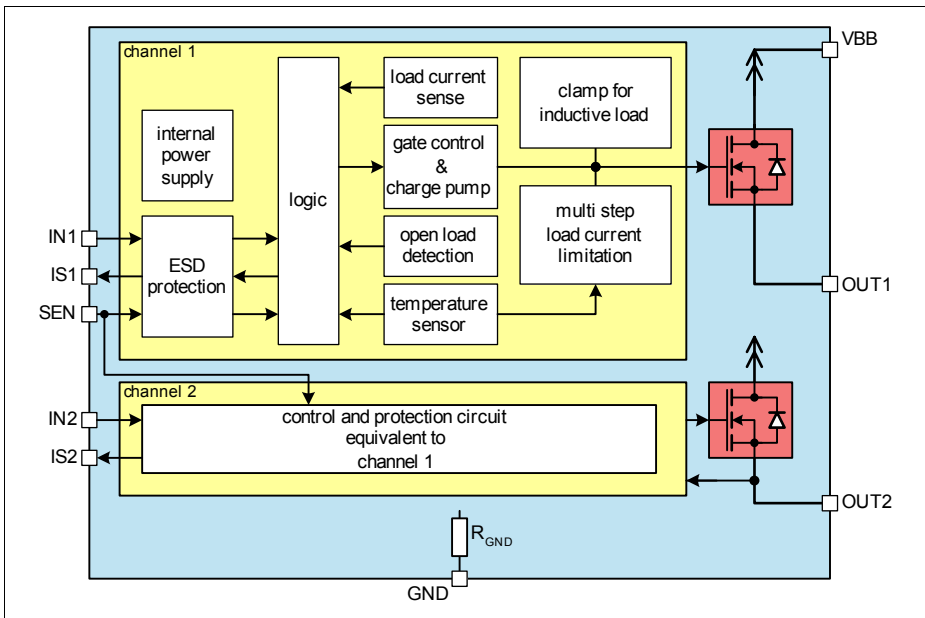 channel 1
VBB
load current
sense
clamp for
inductive load
internal
power
supply
gate control
&
charge pump
logic
multi step
load current
limitation
IN1
open load
detection
ESD
protection
IS1
OUT1
SEN
temperature
sensor
channel 2
IN2
control and protection circuit
equivalent to
channel 1
IS2
OUT2
RGND
GND